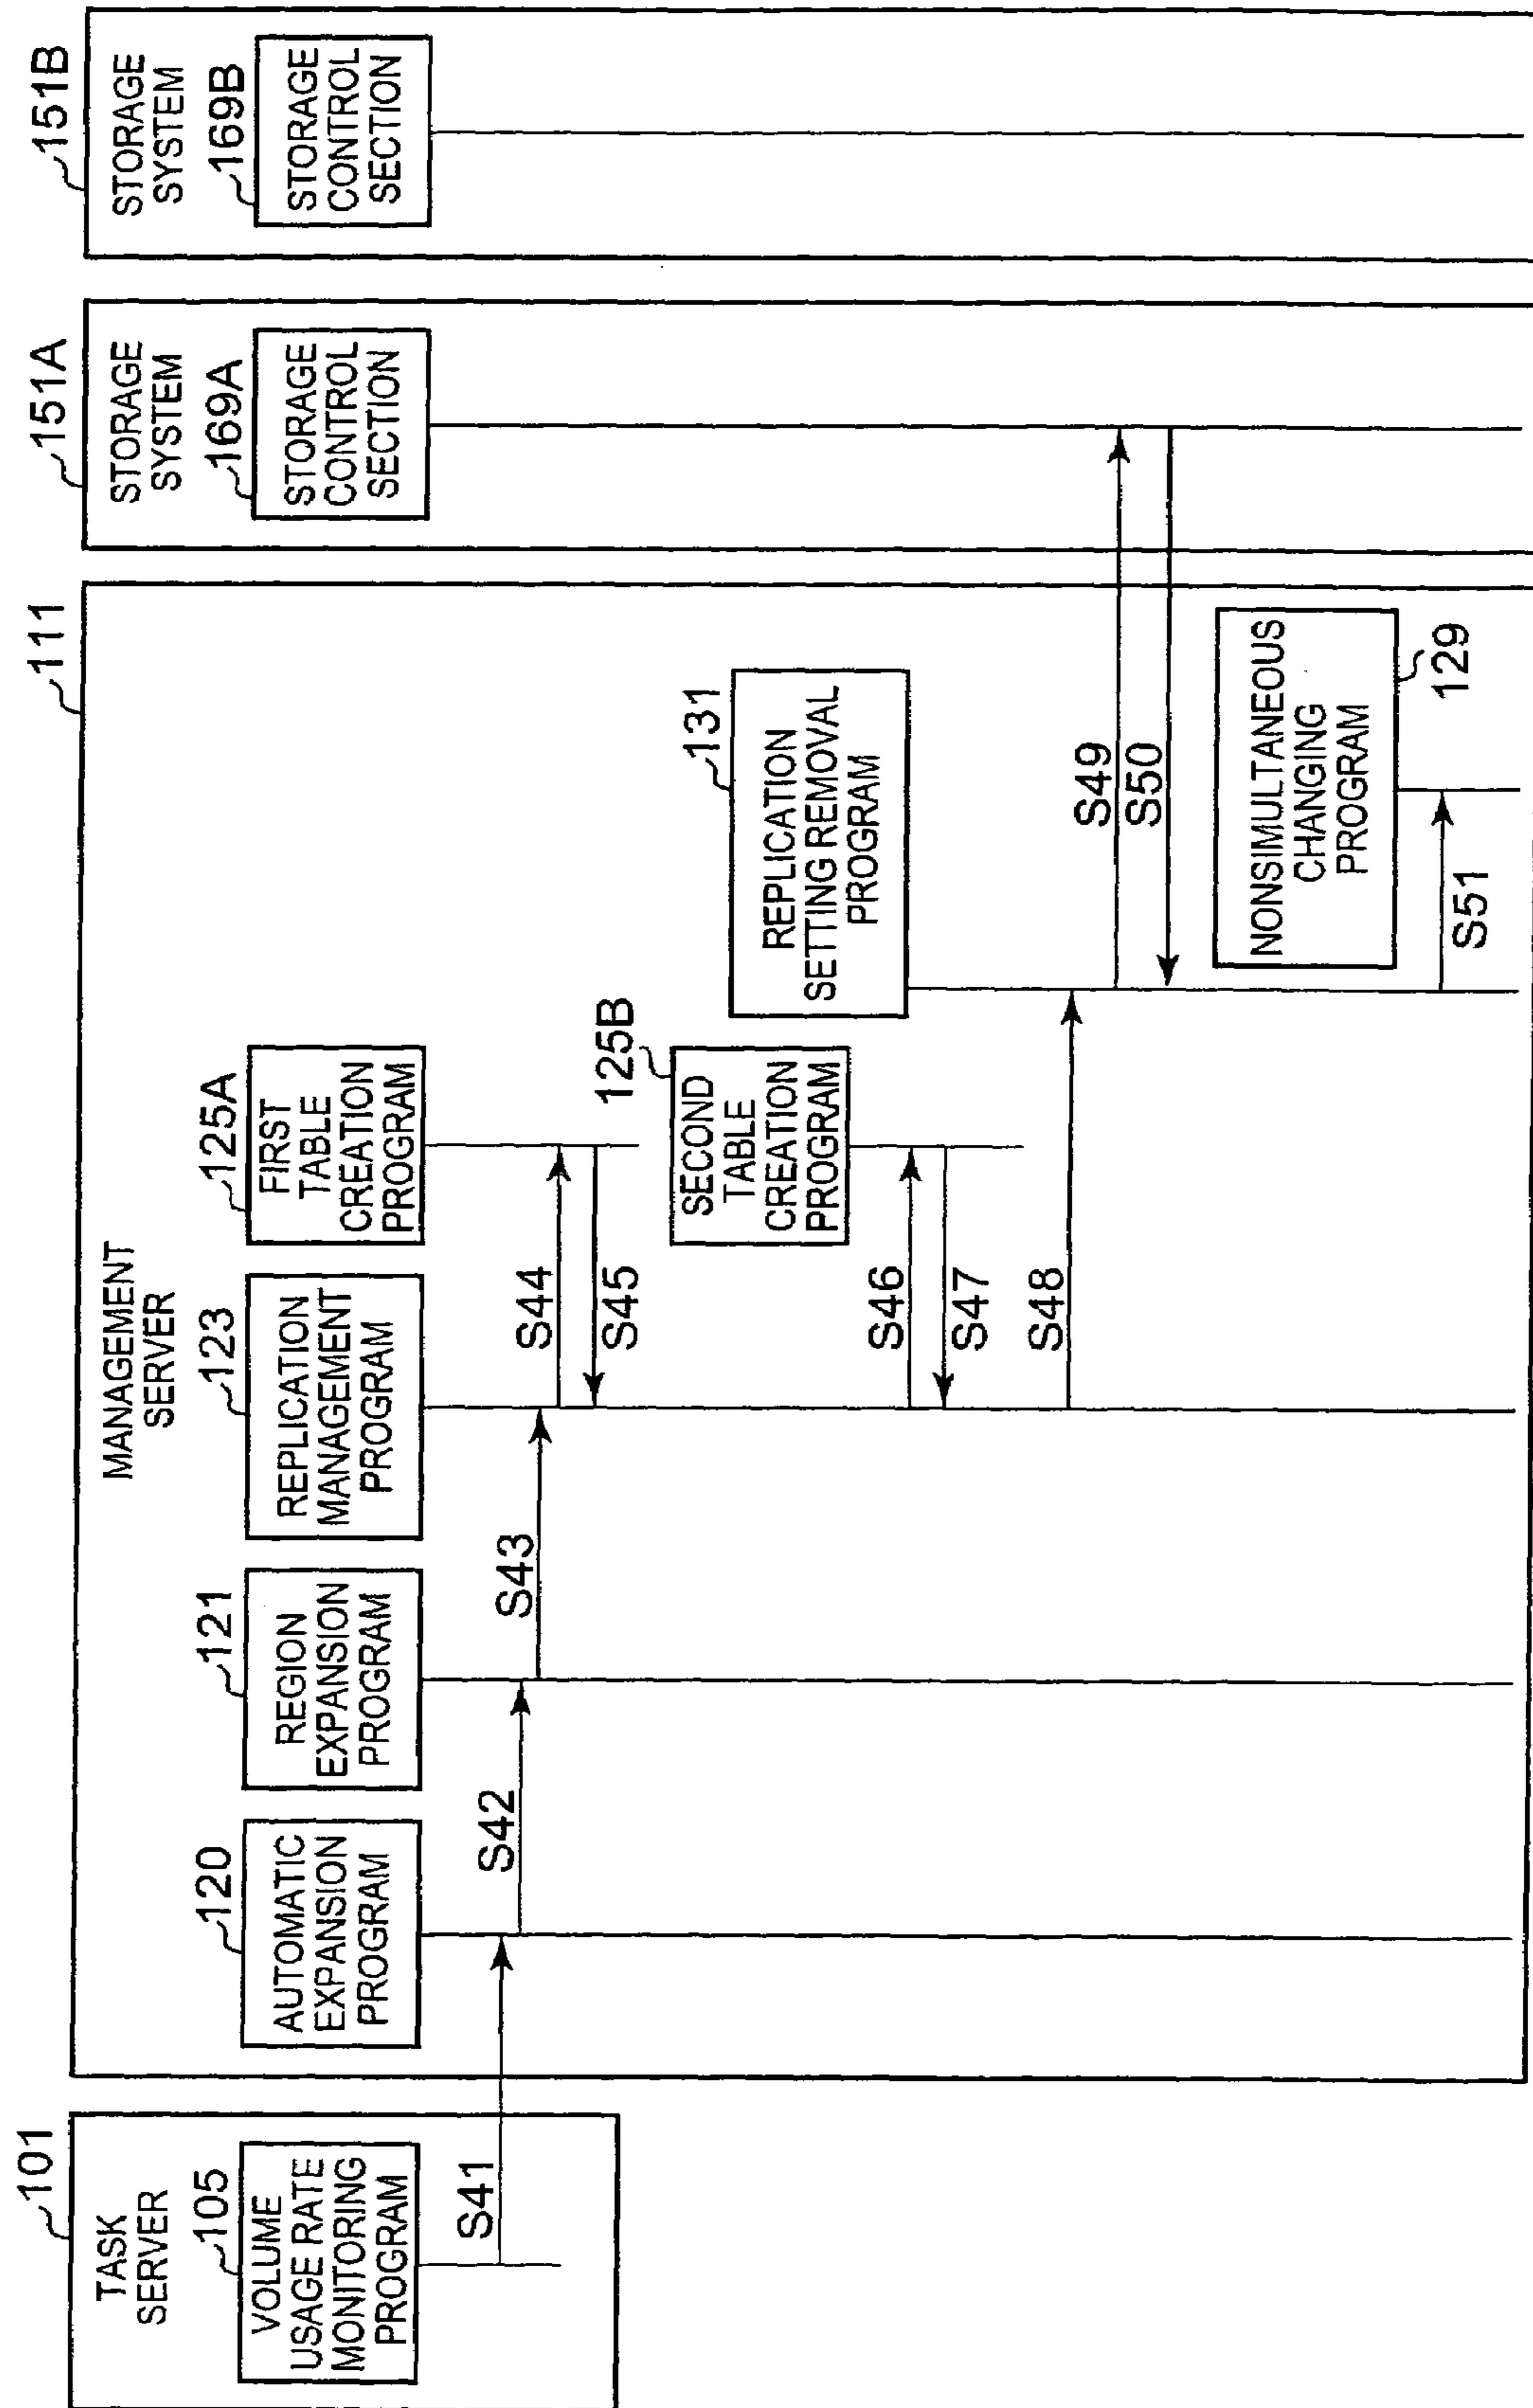 101
TASK
SERVER
105
VOLUME
USAGE RATE
MONITORING
PROGRAM
S41
111
MANAGEMENT
SERVER
120
AUTOMATIC
EXPANSION
PROGRAM
S42
121
REGION
EXPANSION
PROGRAM
S43
123
REPLICATION
MANAGEMENT
PROGRAM
125A
FIRST
TABLE
CREATION
PROGRAM
S44
S45
125B
SECOND
TABLE
CREATION
PROGRAM
S46
S47
S48
131
REPLICATION
SETTING REMOVAL
PROGRAM
S49
S50
NONSIMULTANEOUS
CHANGING
PROGRAM
129
S51
151A
STORAGE
SYSTEM
169A
STORAGE
CONTROL
SECTION
151B
STORAGE
SYSTEM
169B
STORAGE
CONTROL
SECTION